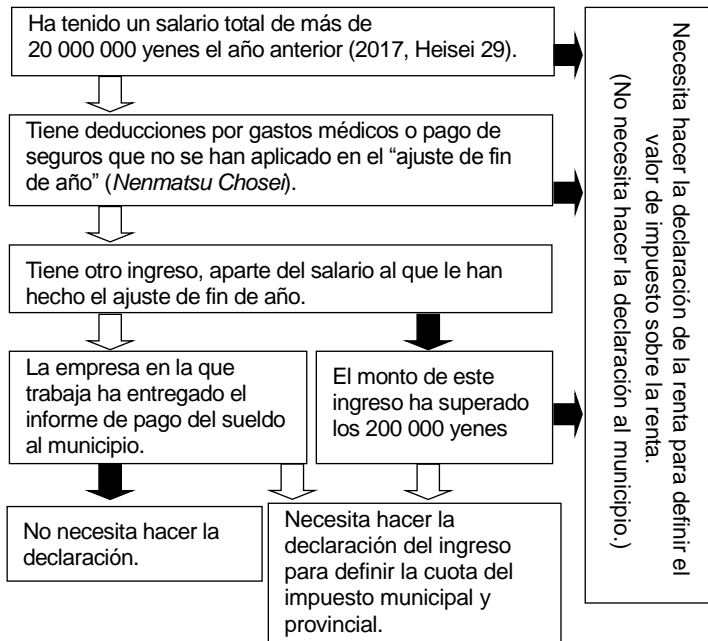 Ha tenido un salario total de más de
20 000 000 yenes el año anterior (2017, Heisei 29).
Tiene deducciones por gastos médicos o pago de
seguros que no se han aplicado en el “ajuste de fin
de año” (Nenmatsu Chosei).
Tiene otro ingreso, aparte del salario al que le han
hecho el ajuste de fin de año.
La empresa en la que
trabaja ha entregado el
informe de pago del sueldo
al municipio.
El monto de este
ingreso ha superado
los 200 000 yenes
No necesita hacer la
declaración.
Necesita hacer la
declaración del ingreso
para definir la cuota del
impuesto municipal y
provincial.
Necesita hacer la declaración de la renta para definir el
valor de impuesto sobre la renta.
(No necesita hacer la declaración al municipio.)